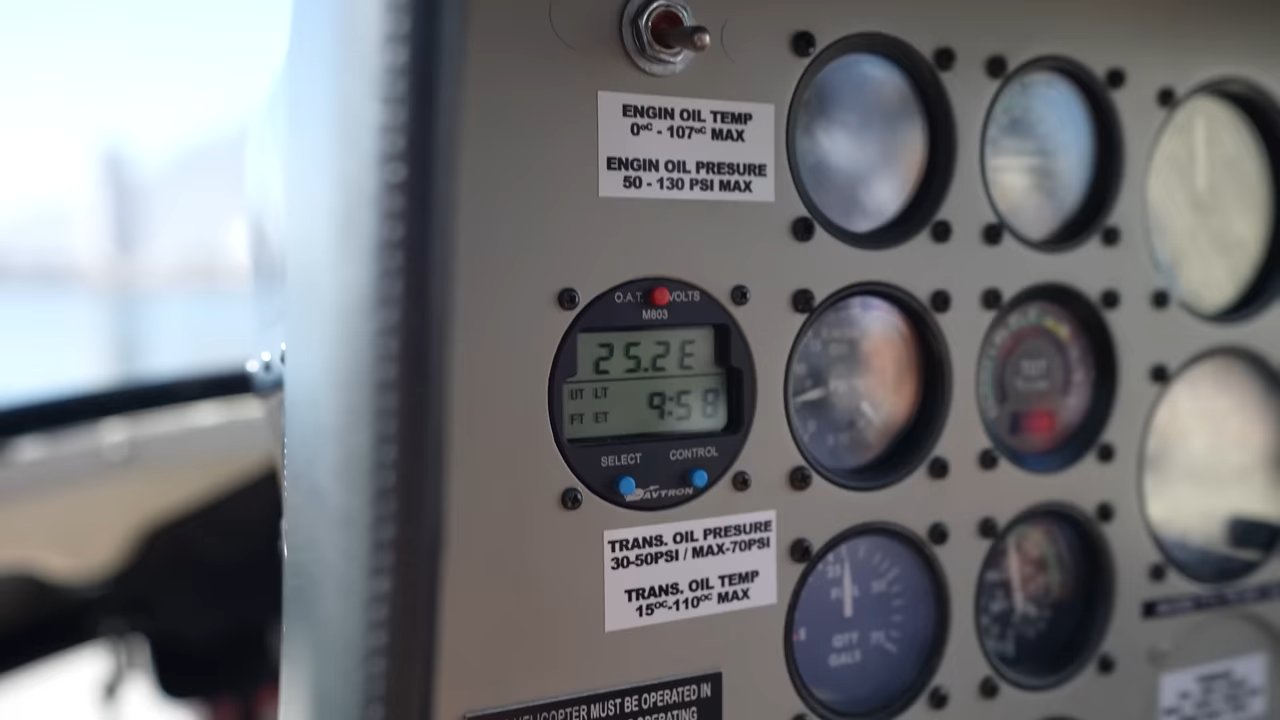 ENGIN OIL TEMP
0ºC - 107ºC MAX
ENGIN OIL PRESURE
50 - 130 PSI MAX
O.A.T. VOLTS
M803
25.2E
UT LT
9:58
FT ET
SELECT CONTROL
DAVTRON
TRANS. OIL PRESURE
30-50PSI / MAX-70PSI
TRANS. OIL TEMP
15ºC-110ºC MAX
TOT
QTY
GALS
HELICOPTER MUST BE OPERATED IN
OPERATING